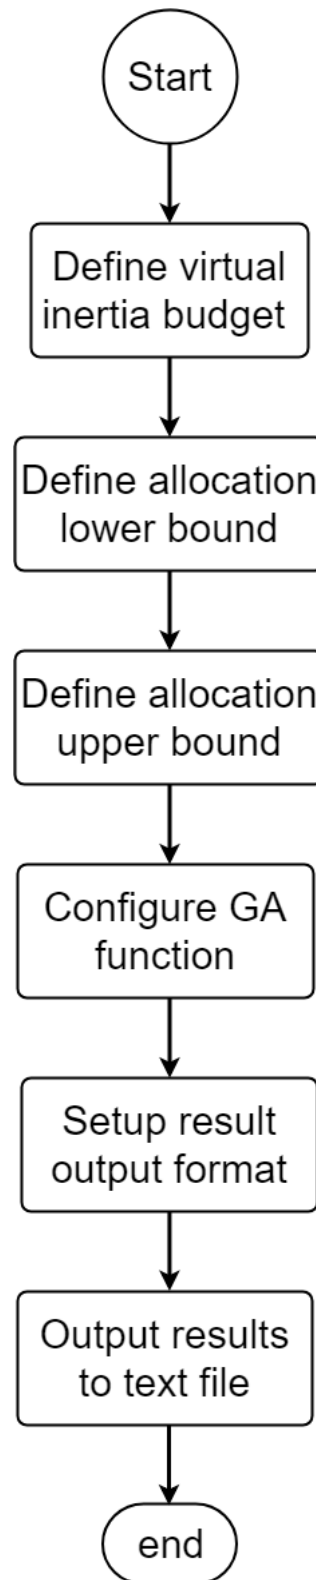 Start
Define virtual
inertia budget
Define allocation
lower bound
Define allocation
upper bound
Configure GA
function
Setup result
output format
Output results
to text file
end